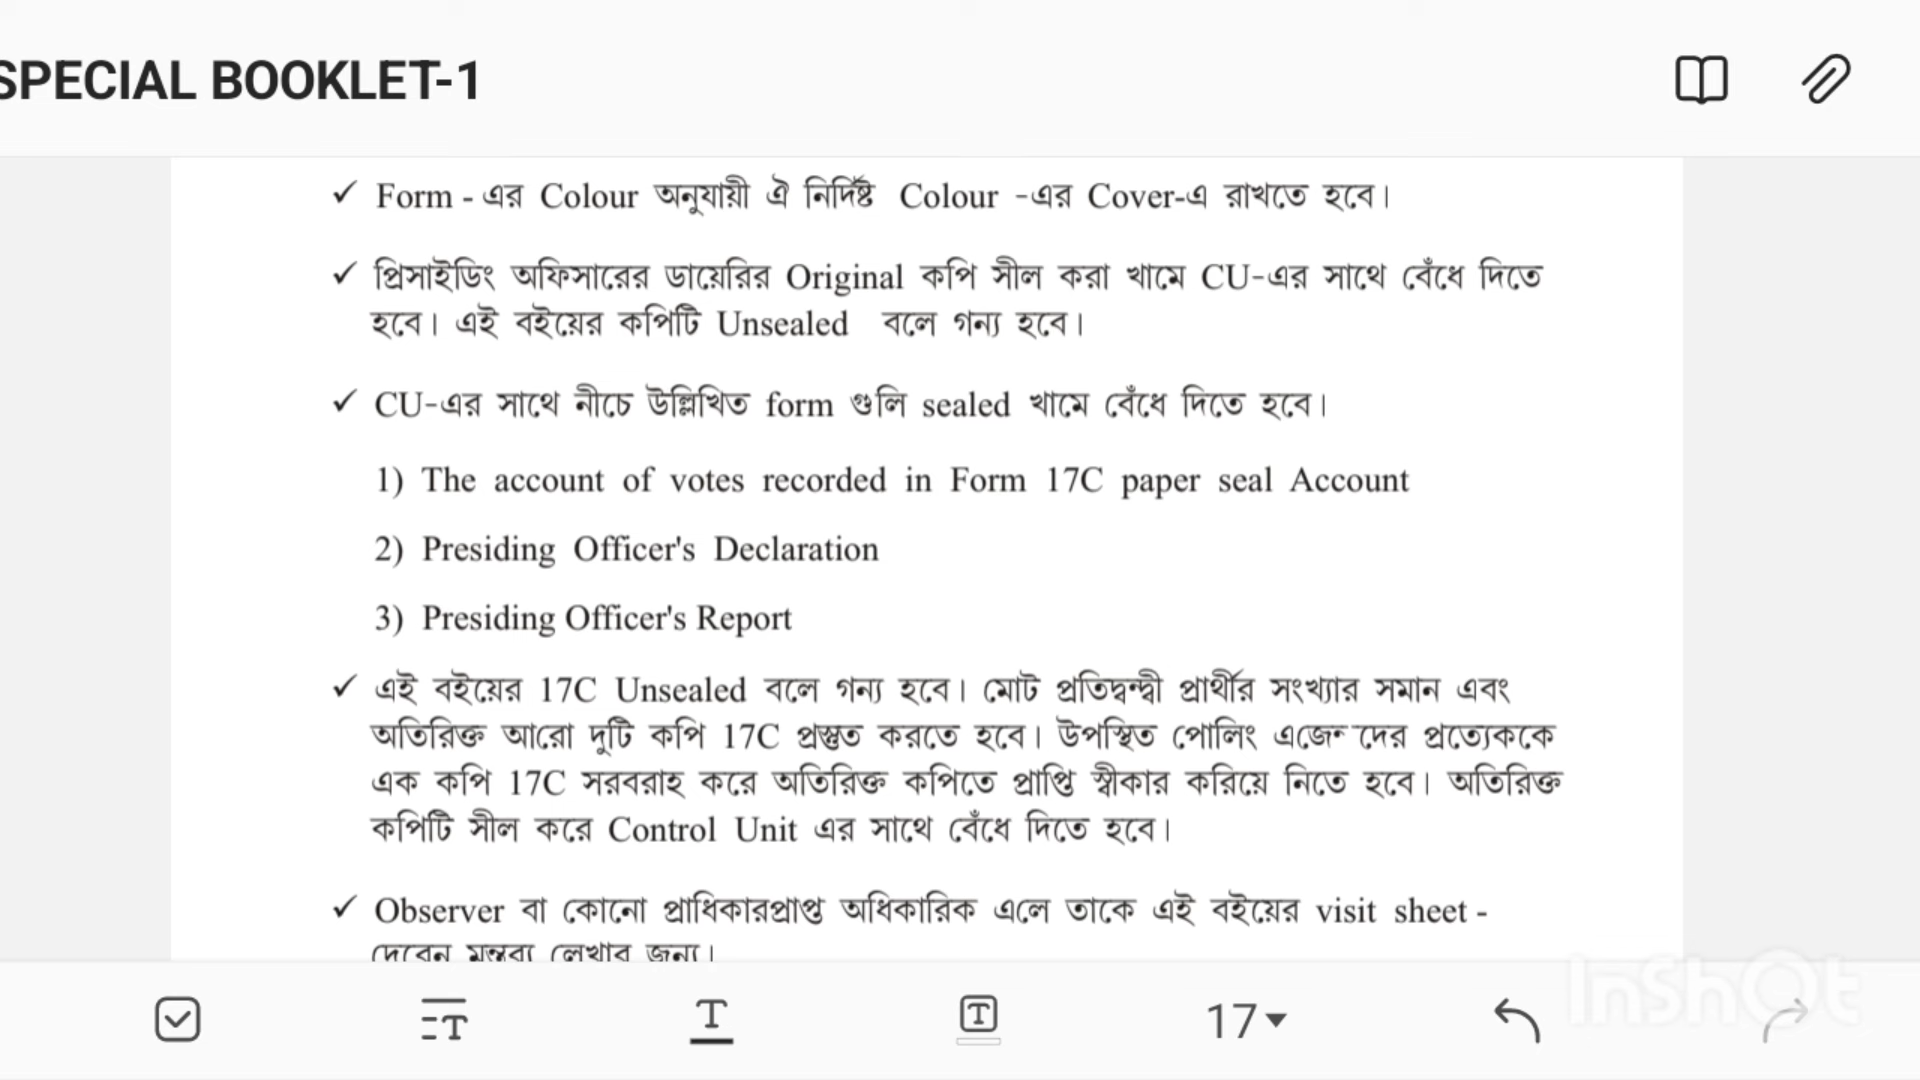 SPECIAL BOOKLET-1
✓ Form - এর Colour অনুযায়ী ঐ নির্দিষ্ট Colour -এর Cover-এ রাখতে হবে।
✓ প্রিসাইডিং অফিসারের ডায়েরির Original কপি সীল করা খামে CU-এর সাথে বেঁধে দিতে
হবে। এই বইয়ের কপিটি Unsealed বলে গন্য হবে।
✓ CU-এর সাথে নীচে উল্লিখিত form গুলি sealed খামে বেঁধে দিতে হবে।
1) The account of votes recorded in Form 17C paper seal Account
2) Presiding Officer's Declaration
3) Presiding Officer's Report
✓ এই বইয়ের 17C Unsealed বলে গন্য হবে। মোট প্রতিদ্বন্দ্বী প্রার্থীর সংখ্যার সমান এবং
অতিরিক্ত আরো দুটি কপি 17C প্রস্তুত করতে হবে। উপস্থিত পোলিং প্রত্যেককে
এক কপি 17C সরবরাহ করে অতিরিক্ত কপিতে প্রাপ্তি স্বীকার করিয়ে নিতে হবে। অতিরিক্ত
কপিটি সীল করে Control Unit এর সাথে বেঁধে দিতে হবে।
✓ Observer বা কোনো প্রাধিকারপ্রাপ্ত অধিকারিক এলে তাকে এই বইয়ের visit sheet -
দেবেন মন্তব্য লেখার জন্য।
InShOt
17